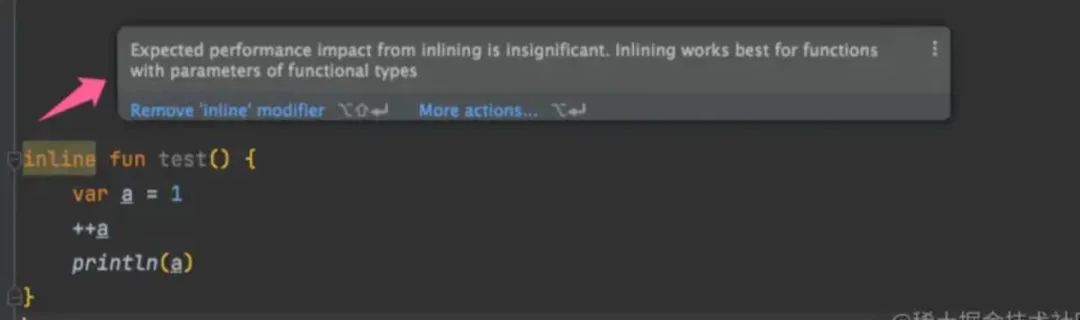 Expected performance impact from inlining is insignificant. Inlining works best for functions
with parameters of functional types
Remove 'inline' modifier ⌥⇧↵ More actions... ⌥↵
inline fun test() {
var a = 1
++a
println(a)
}
@稀土掘金技术社区